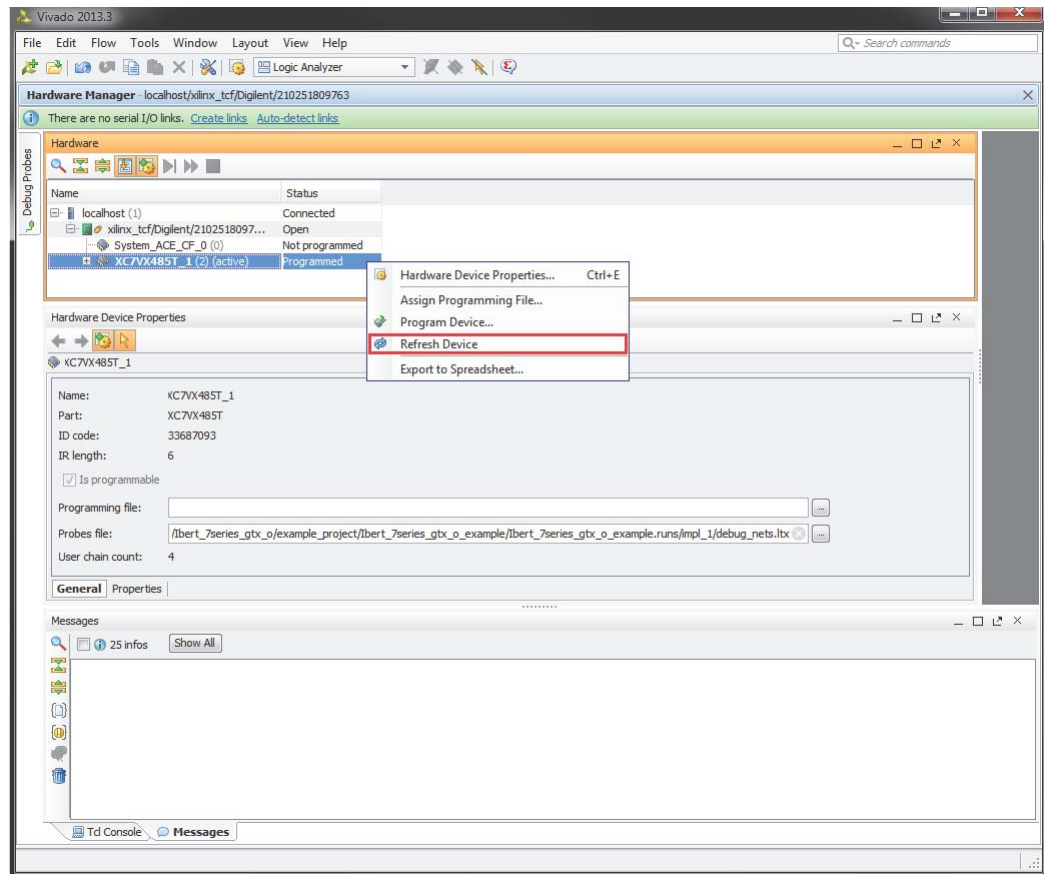 Vivado 2013.3
File Edit Flow Tools Window Layout View Help
Search commands
Logic Analyzer
Hardware Manager - localhost/xilinx_tcf/Digilent/210251809763
There are no serial I/O links. Create links Auto-detect links
Debug Probes
Hardware
Name Status
localhost (1) Connected
xilinx_tcf/Digilent/2102518097... Open
System_ACE_CF_0 (0) Not programmed
XC7VX485T_1 (2) (active) Programmed
Hardware Device Properties... Ctrl+E
Assign Programming File...
Program Device...
Refresh Device
Export to Spreadsheet...
Hardware Device Properties
XC7VX485T_1
Name: XC7VX485T_1
Part: XC7VX485T
ID code: 33687093
IR length: 6
Is programmable
Programming file:
Probes file: /Ibert_7series_gtx_o/example_project/Ibert_7series_gtx_o_example/Ibert_7series_gtx_o_example.runs/impl_1/debug_nets.ltx
User chain count: 4
General Properties
Messages
25 infos Show All
Tcl Console Messages